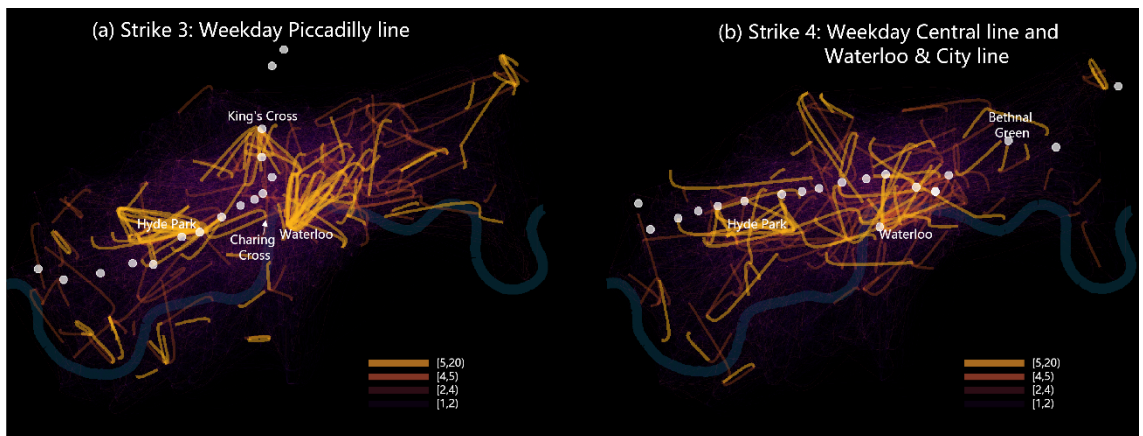 (a) Strike 3: Weekday Piccadilly line
King's Cross
Hyde Park
Charing
Cross
Waterloo
[5,20)
[4,5)
[2,4)
[1,2)
(b) Strike 4: Weekday Central line and
Waterloo & City line
Bethnal
Green
Hyde Park
Waterloo
[5,20)
[4,5)
[2,4)
[1,2)